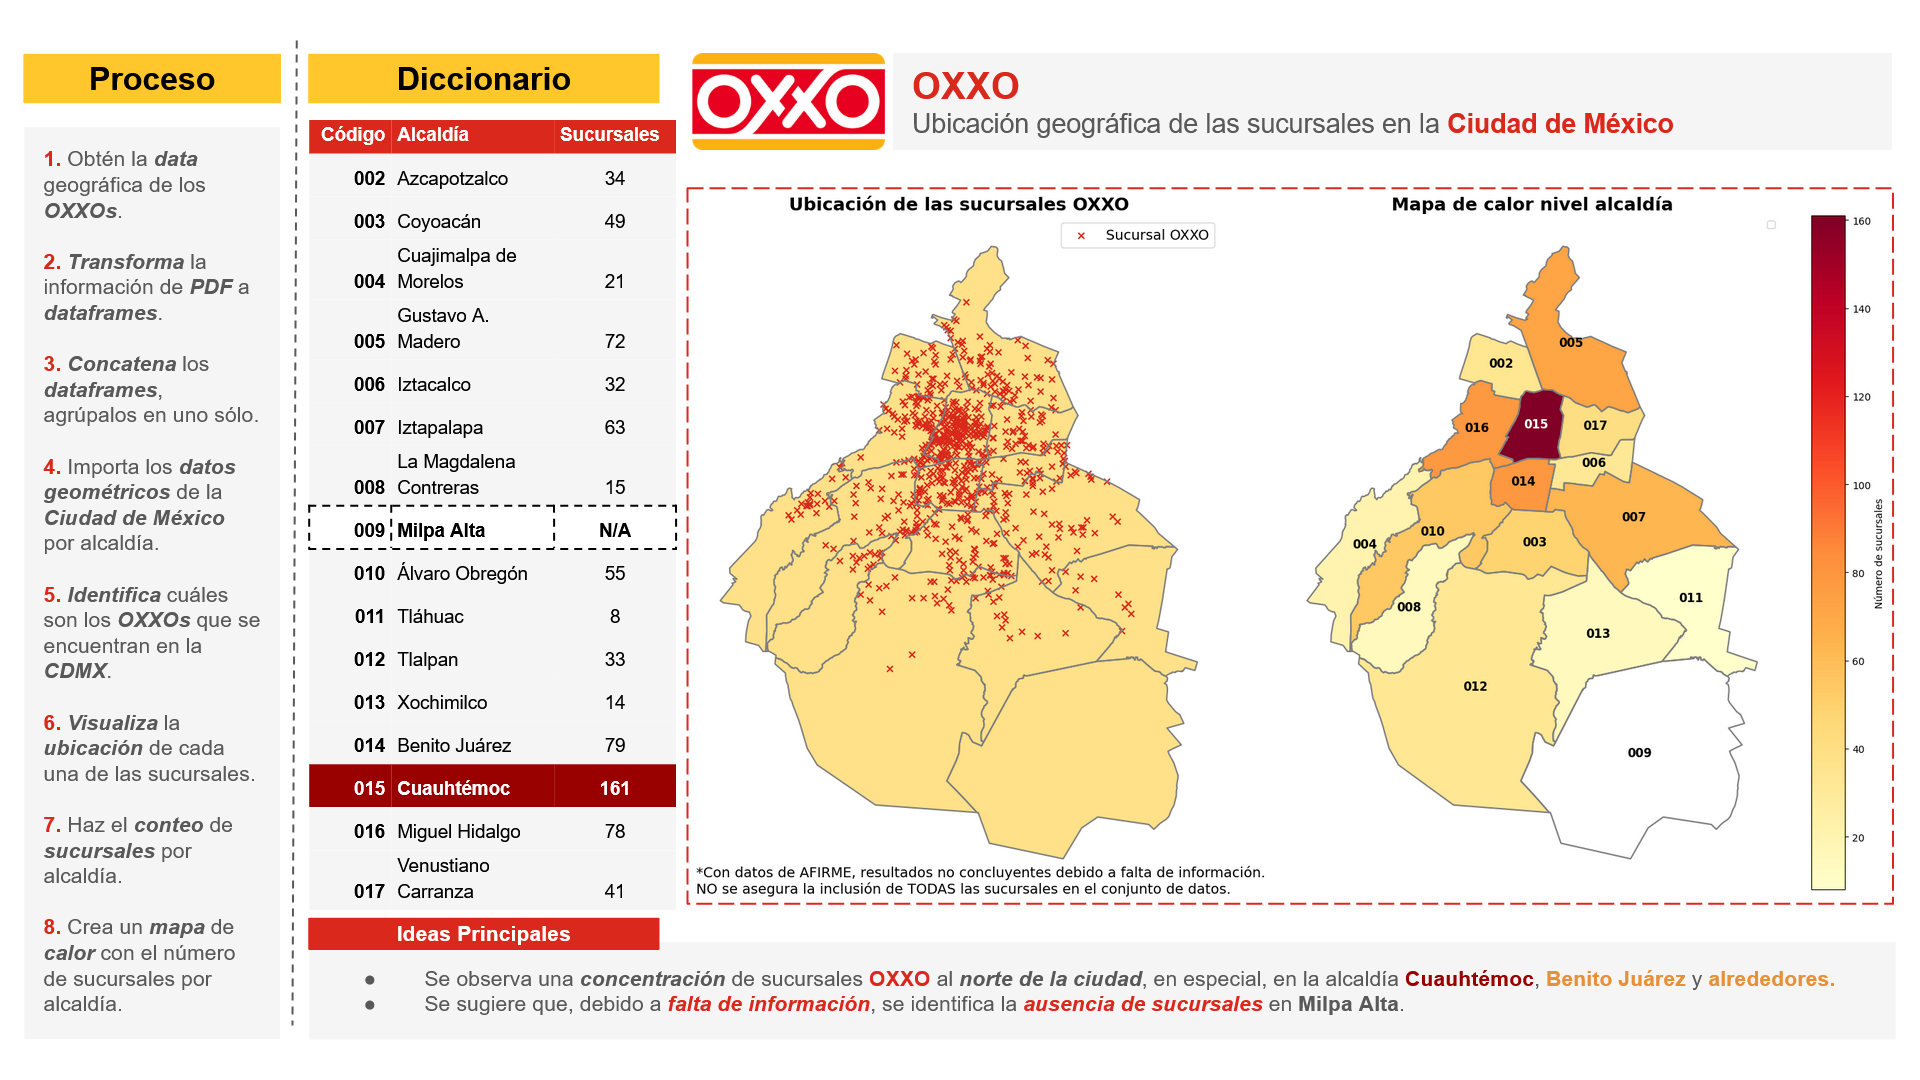 Proceso
1. Obtén la data
geográfica de los
OXXOs.
2. Transforma la
información de PDF a
dataframes.
3. Concatena los
dataframes,
agrúpalos en uno sólo.
4. Importa los datos
geométricos de la
Ciudad de México
por alcaldía.
5. Identifica cuáles
son los OXXOs que se
encuentran en la
CDMX.
6. Visualiza la
ubicación de cada
una de las sucursales.
7. Haz el conteo de
sucursales por
alcaldía.
8. Crea un mapa de
calor con el número
de sucursales por
alcaldía.
Diccionario
Código Alcaldía Sucursales
002 Azcapotzalco 34
003 Coyoacán 49
Cuajimalpa de
004 Morelos 21
Gustavo A.
005 Madero 72
006 Iztacalco 32
007 Iztapalapa 63
La Magdalena
008 Contreras 15
009 Milpa Alta N/A
010 Álvaro Obregón 55
011 Tláhuac 8
012 Tlalpan 33
013 Xochimilco 14
014 Benito Juárez 79
015 Cuauhtémoc 161
016 Miguel Hidalgo 78
Venustiano
017 Carranza 41
OXXO
OXXO
Ubicación geográfica de las sucursales en la Ciudad de México
Ubicación de las sucursales OXXO
Sucursal OXXO
*Con datos de AFIRME, resultados no concluyentes debido a falta de información.
NO se asegura la inclusión de TODAS las sucursales en el conjunto de datos.
Mapa de calor nivel alcaldía
005
002
016
015
017
006
014
007
010
003
004
008
011
013
012
009
160
140
120
100
80
60
40
20
Número de sucursales
Ideas Principales
● Se observa una concentración de sucursales OXXO al norte de la ciudad, en especial, en la alcaldía Cuauhtémoc, Benito Juárez y alrededores.
● Se sugiere que, debido a falta de información, se identifica la ausencia de sucursales en Milpa Alta.